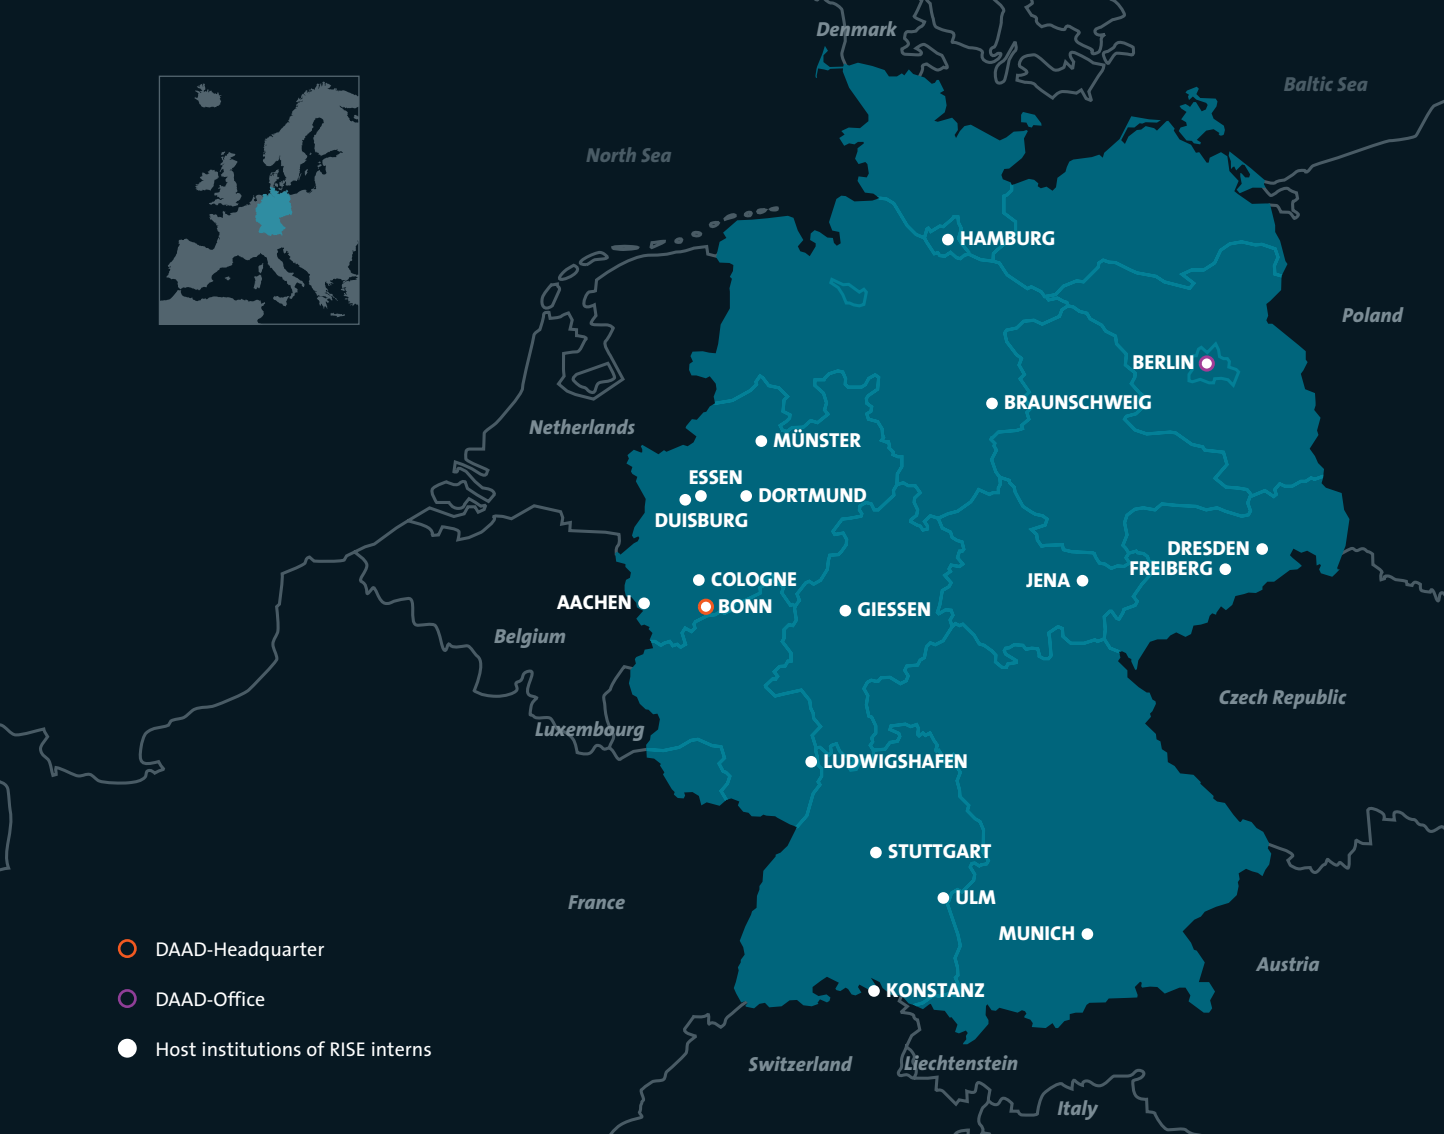 Denmark
Baltic Sea
North Sea
HAMBURG
Poland
BERLIN
BRAUNSCHWEIG
Netherlands
MÜNSTER
ESSEN
DORTMUND
DUISBURG
DRESDEN
FREIBERG
COLOGNE
JENA
AACHEN
BONN
GIESSEN
Belgium
Czech Republic
Luxembourg
LUDWIGSHAFEN
STUTTGART
ULM
France
MUNICH
DAAD-Headquarter
Austria
KONSTANZ
DAAD-Office
Host institutions of RISE interns
Switzerland
Liechtenstein
Italy